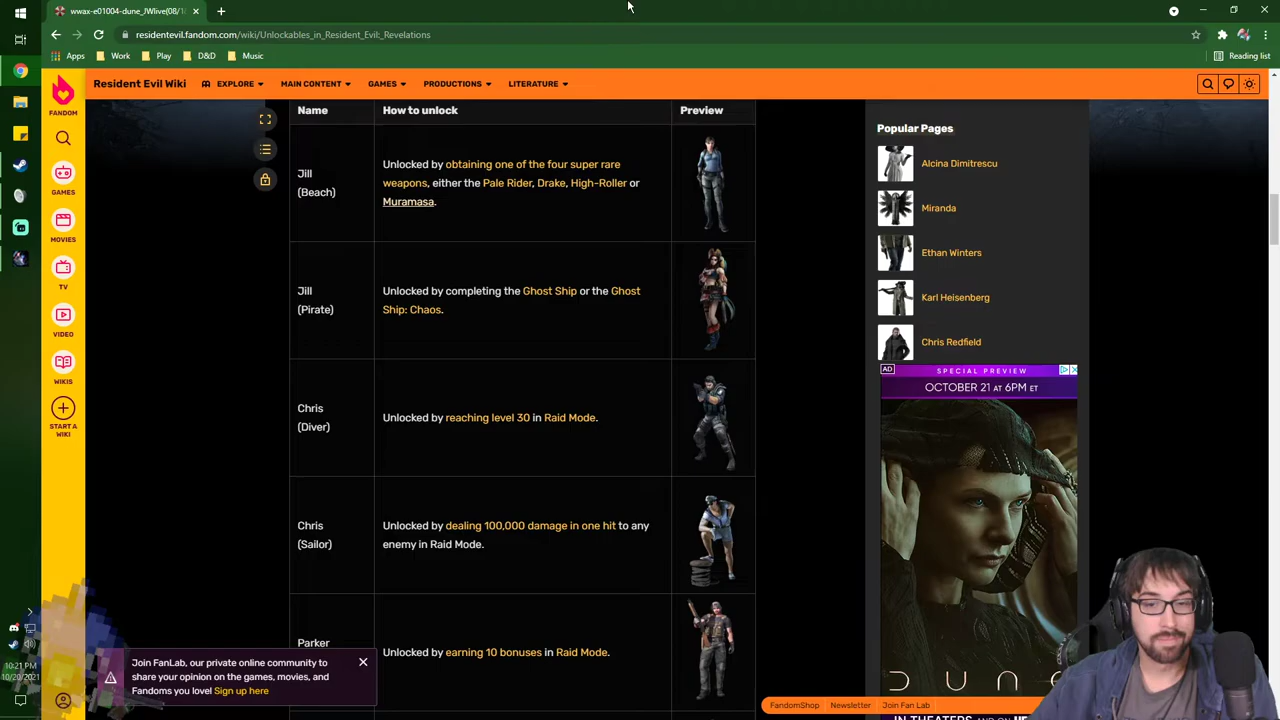 wwax-e01004-dune_JWlive(08/1
residentevil.fandom.com/wiki/Unlockables_in_Resident_Evil:_Revelations
Apps
Work
Play
D&D
Music
Reading list
FANDOM
GAMES
MOVIES
TV
VIDEO
WIKIS
START A
WIKI
Resident Evil Wiki
EXPLORE
MAIN CONTENT
GAMES
PRODUCTIONS
LITERATURE
Name
How to unlock
Preview
Jill
(Beach)
Unlocked by obtaining one of the four super rare
weapons, either the Pale Rider, Drake, High-Roller or
Muramasa.
Jill
(Pirate)
Unlocked by completing the Ghost Ship or the Ghost
Ship: Chaos.
Chris
(Diver)
Unlocked by reaching level 30 in Raid Mode.
Chris
(Sailor)
Unlocked by dealing 100,000 damage in one hit to any
enemy in Raid Mode.
Parker
Unlocked by earning 10 bonuses in Raid Mode.
Popular Pages
Alcina Dimitrescu
Miranda
Ethan Winters
Karl Heisenberg
Chris Redfield
AD
SPECIAL PREVIEW
OCTOBER 21 AT 6PM ET
DUNE
IN THEATERS AND ON
Join FanLab, our private online community to
share your opinion on the games, movies, and
Fandoms you love! Sign up here
FandomShop
Newsletter
Join Fan Lab
10:21 PM
10/20/2021